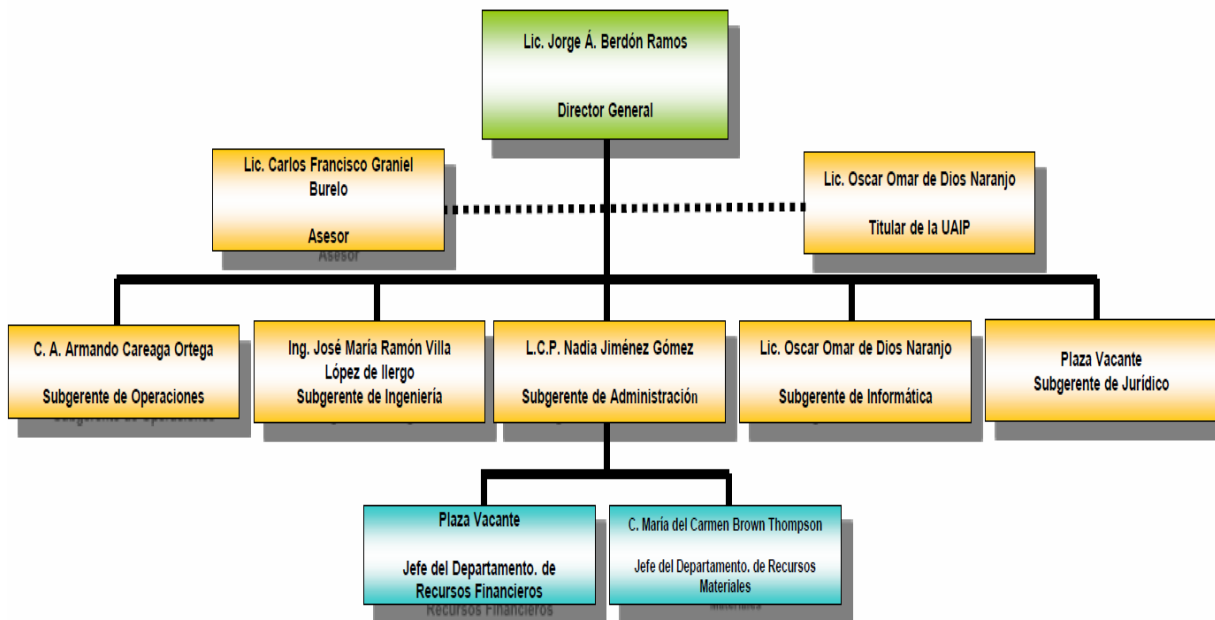 Lic. Jorge Á. Berdón Ramos
Director General
Lic. Carlos Francisco Graniel
Burelo
Asesor
Lic. Oscar Omar de Dios Naranjo
Titular de la UAIP
C. A. Armando Careaga Ortega
Subgerente de Operaciones
Ing. José María Ramón Villa
López de Ilergo
Subgerente de Ingeniería
L.C.P. Nadia Jiménez Gómez
Subgerente de Administración
Lic. Oscar Omar de Dios Naranjo
Subgerente de Informática
Plaza Vacante
Subgerente de Jurídico
Plaza Vacante
Jefe del Departamento. de
Recursos Financieros
C. María del Carmen Brown Thompson
Jefe del Departamento. de Recursos
Materiales